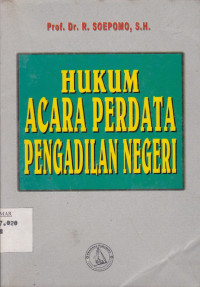 Prof. Dr. R. SOEPOMO, S.H.
HUKUM
ACARA PERDATA
PENGADILAN NEGERI